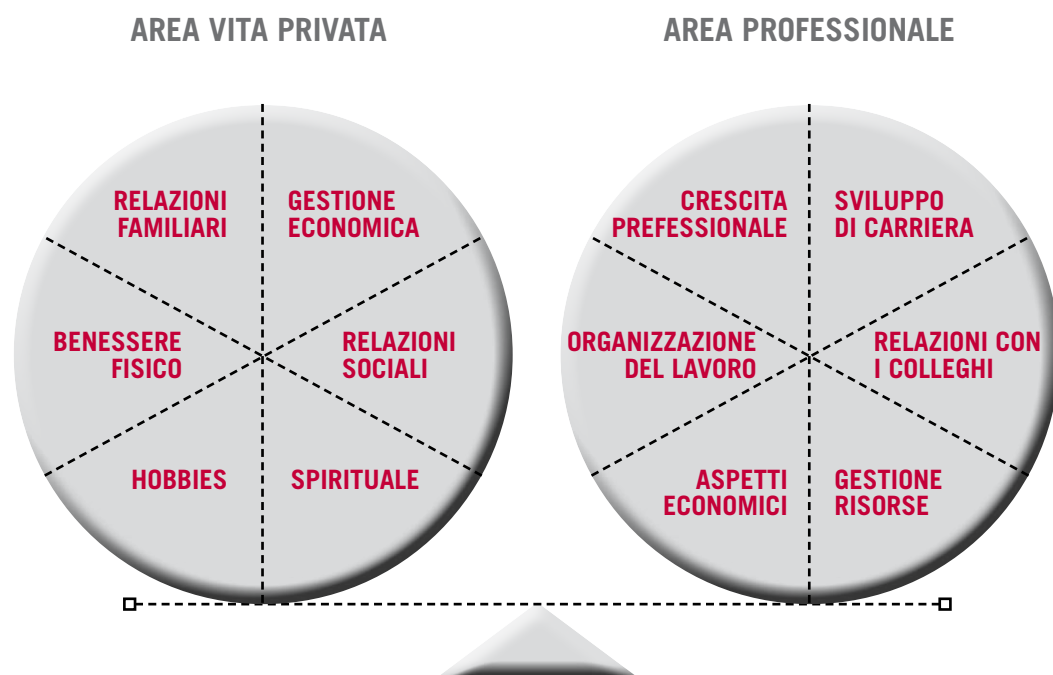 AREA VITA PRIVATA
AREA PROFESSIONALE
RELAZIONI
FAMILIARI
GESTIONE
ECONOMICA
BENESSERE
FISICO
RELAZIONI
SOCIALI
HOBBIES
SPIRITUALE
CRESCITA
PREFESSIONALE
SVILUPPO
DI CARRIERA
ORGANIZZAZIONE
DEL LAVORO
RELAZIONI CON
I COLLEGHI
ASPETTI
ECONOMICI
GESTIONE
RISORSE